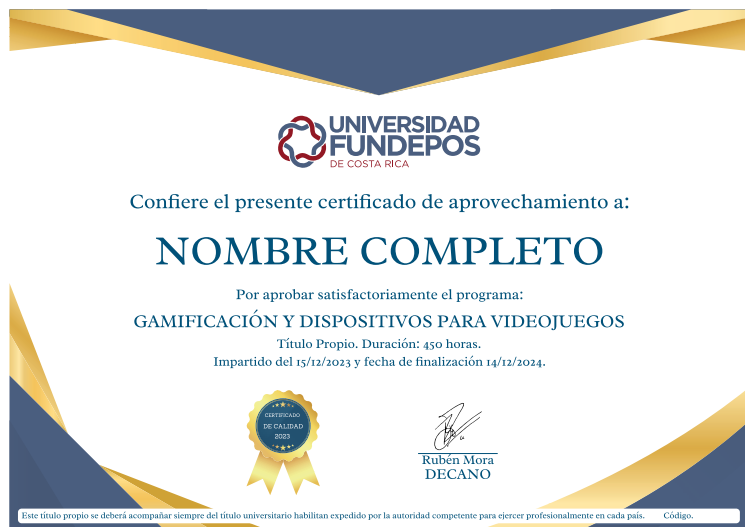 UNIVERSIDAD
FUNDEPOS
DE COSTA RICA
Confiere el presente certificado de aprovechamiento a:
NOMBRE COMPLETO
Por aprobar satisfactoriamente el programa:
GAMIFICACIÓN Y DISPOSITIVOS PARA VIDEOJUEGOS
Título Propio. Duración: 450 horas.
Impartido del 15/12/2023 y fecha de finalización 14/12/2024.
CERTIFICADO
DE CALIDAD
2023
Rubén Mora
DECANO
Este título propio se deberá acompañar siempre del título universitario habilitan expedido por la autoridad competente para ejercer profesionalmente en cada país. Código.